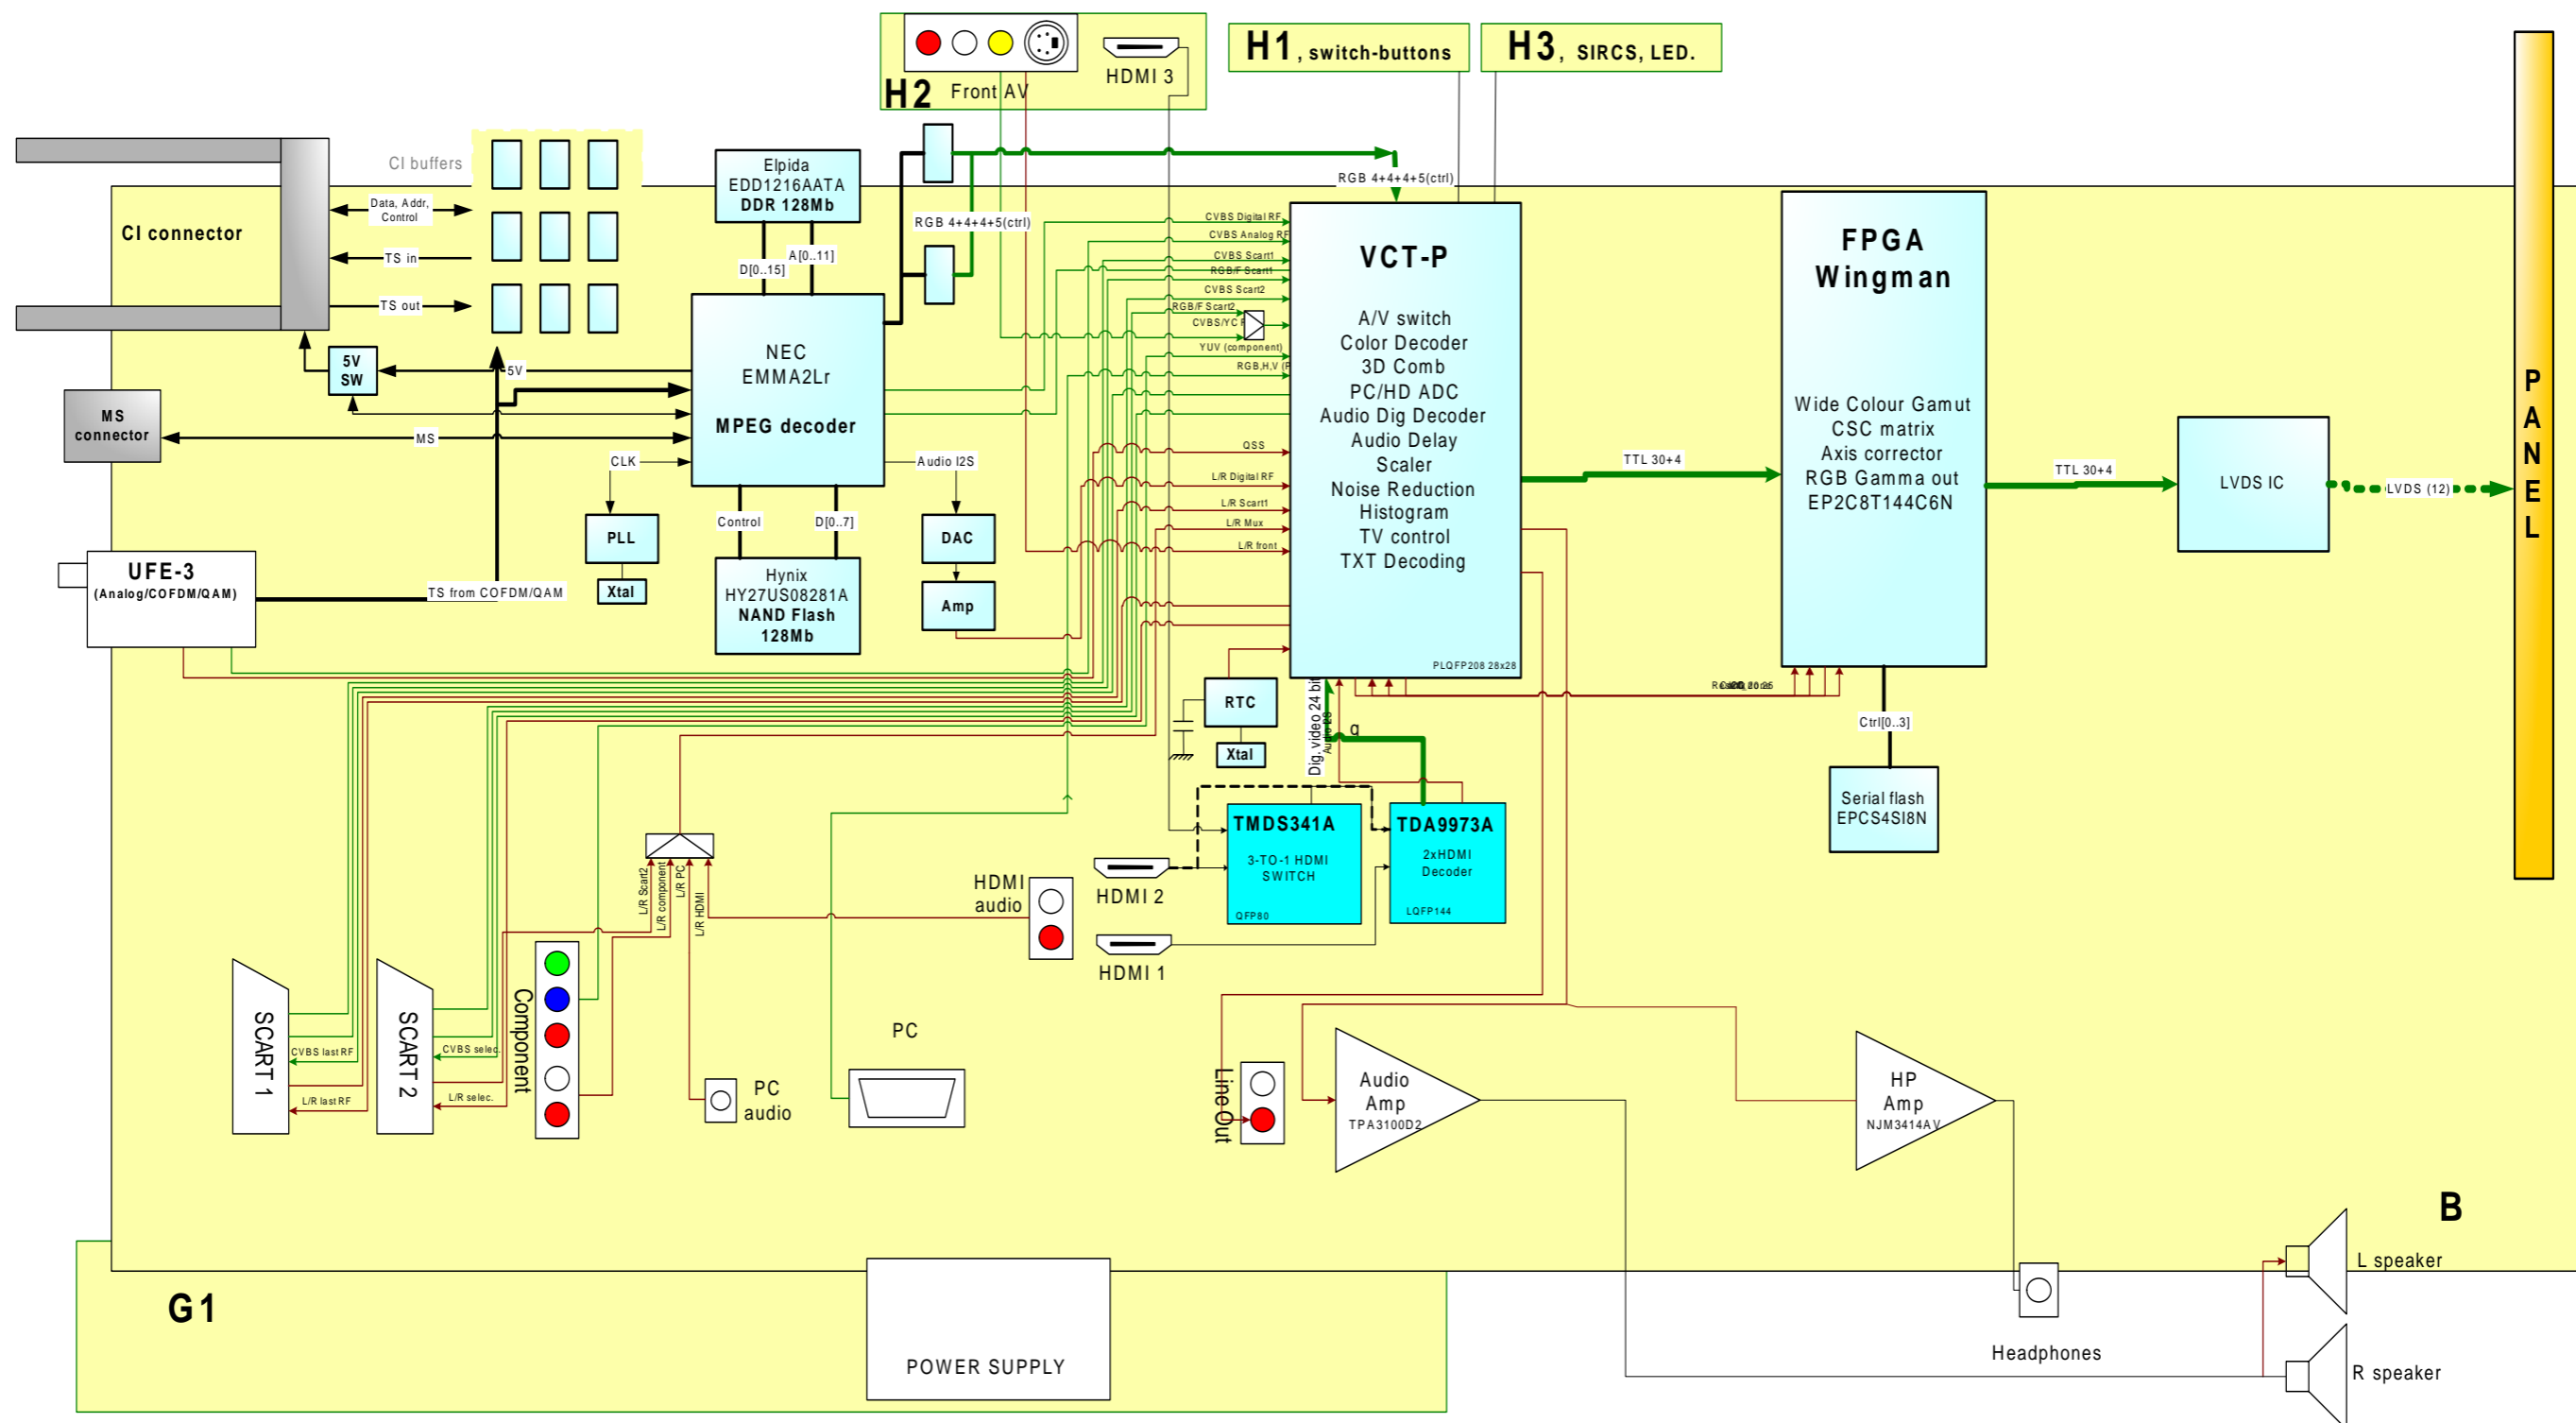 HDMI 3
H2 Front AV
H1, switch-buttons
H3, SIRCS, LED.
CI buffers
CI connector
Data, Addr,
Control
TS in
TS out
5V
SW
5V
MS
connector
MS
UFE-3
(Analog/COFDM/QAM)
TS from COFDM/QAM
Elpida
EDD1216AATA
DDR 128Mb
D[0..15]
A[0..11]
NEC
EMMA2Lr
MPEG decoder
CLK
PLL
Xtal
Control
D[0..7]
Hynix
HY27US08281A
NAND Flash
128Mb
Audio I2S
DAC
Amp
RGB 4+4+4+5(ctrl)
RGB 4+4+4+5(ctrl)
CVBS Digital RF
CVBS Analog RF
CVBS Scart1
RGB/F Scart1
CVBS Scart2
RGB/F Scart2
CVBS/YC
YUV (component)
RGB,H,V
QSS
L/R Digital RF
L/R Scart1
L/R Mux
L/R front
VCT-P
A/V switch
Color Decoder
3D Comb
PC/HD ADC
Audio Dig Decoder
Audio Delay
Scaler
Noise Reduction
Histogram
TV control
TXT Decoding
PLQFP208 28x28
TTL 30+4
FPGA
Wingman
Wide Colour Gamut
CSC matrix
Axis corrector
RGB Gamma out
EP2C8T144C6N
TTL 30+4
LVDS IC
LVDS (12)
PANEL
Ctrl[0..3]
Serial flash
EPCS4SI8N
RTC
Xtal
Dig. video 24 bit
q
TMDS341A
3-TO-1 HDMI
SWITCH
QFP80
TDA9973A
2xHDMI
Decoder
LQFP144
HDMI 2
HDMI 1
HDMI
audio
L/R Scart2
L/R component
L/R PC
L/R HDMI
SCART 1
CVBS last RF
L/R last RF
SCART 2
CVBS selec.
L/R selec.
Component
PC
audio
PC
Line Out
Audio
Amp
TPA3100D2
HP
Amp
NJM3414AV
B
L speaker
R speaker
Headphones
G1
POWER SUPPLY